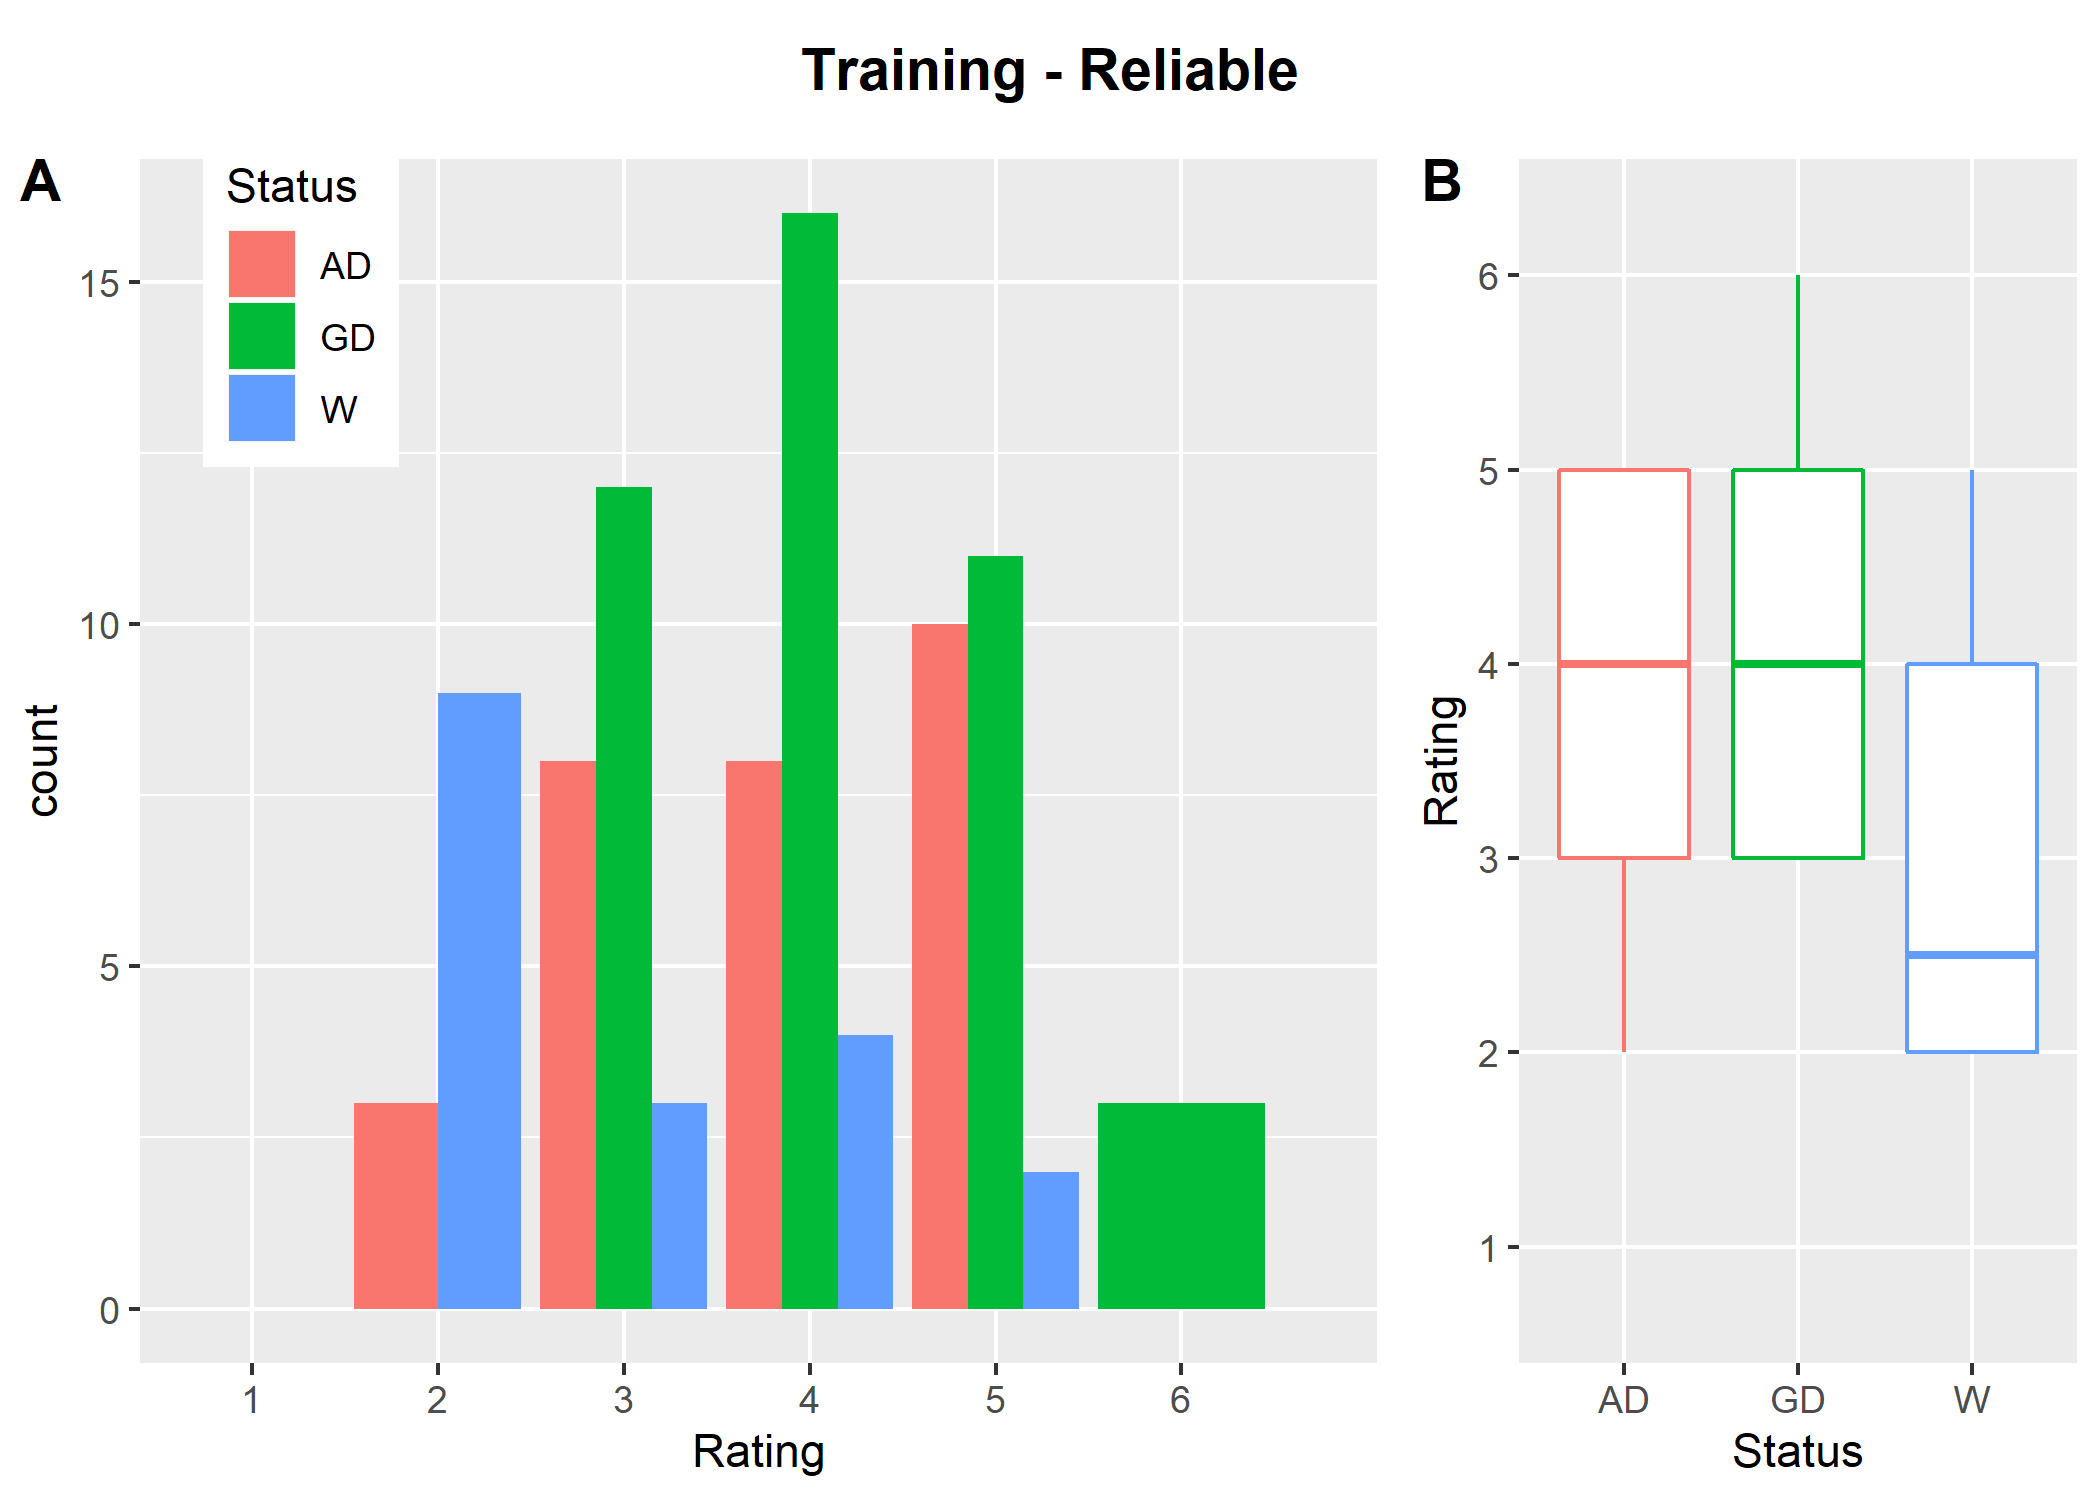 Training - Reliable
A
Status
AD
GD
W
15
10
5
0
count
1 2 3 4 5 6
Rating
B
6
5
4
3
2
1
Rating
AD GD W
Status